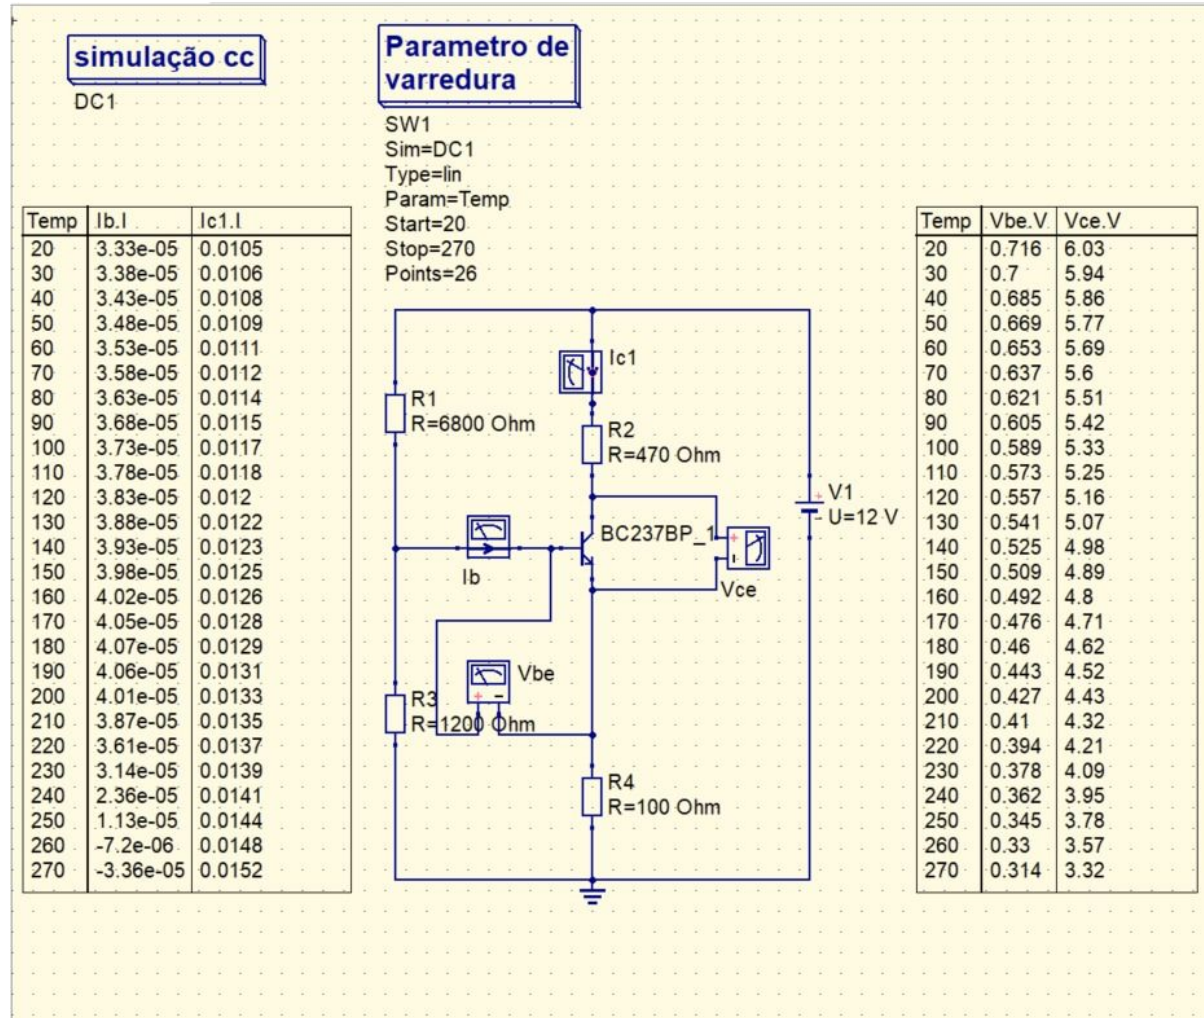 simulação cc
DC1
Parametro de
varredura
SW1
Sim=DC1
Type=lin
Param=Temp
Start=20
Stop=270
Points=26
Temp Ib.I Ic1.I
20 3.33e-05 0.0105
30 3.38e-05 0.0106
40 3.43e-05 0.0108
50 3.48e-05 0.0109
60 3.53e-05 0.0111
70 3.58e-05 0.0112
80 3.63e-05 0.0114
90 3.68e-05 0.0115
100 3.73e-05 0.0117
110 3.78e-05 0.0118
120 3.83e-05 0.012
130 3.88e-05 0.0122
140 3.93e-05 0.0123
150 3.98e-05 0.0125
160 4.02e-05 0.0126
170 4.05e-05 0.0128
180 4.07e-05 0.0129
190 4.06e-05 0.0131
200 4.01e-05 0.0133
210 3.87e-05 0.0135
220 3.61e-05 0.0137
230 3.14e-05 0.0139
240 2.36e-05 0.0141
250 1.13e-05 0.0144
260 -7.2e-06 0.0148
270 -3.36e-05 0.0152
Ic1
R1
R=6800 Ohm
R2
R=470 Ohm
V1
U=12 V
BC237BP_1
Ib
Vce
Vbe
R3
R=1200 Ohm
R4
R=100 Ohm
Temp Vbe.V Vce.V
20 0.716 6.03
30 0.7 5.94
40 0.685 5.86
50 0.669 5.77
60 0.653 5.69
70 0.637 5.6
80 0.621 5.51
90 0.605 5.42
100 0.589 5.33
110 0.573 5.25
120 0.557 5.16
130 0.541 5.07
140 0.525 4.98
150 0.509 4.89
160 0.492 4.8
170 0.476 4.71
180 0.46 4.62
190 0.443 4.52
200 0.427 4.43
210 0.41 4.32
220 0.394 4.21
230 0.378 4.09
240 0.362 3.95
250 0.345 3.78
260 0.33 3.57
270 0.314 3.32